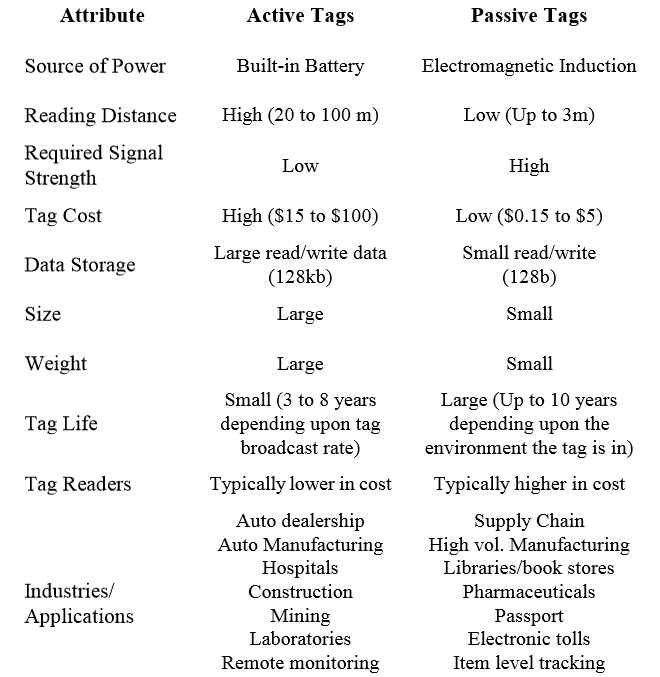 Attribute Active Tags Passive Tags
Source of Power Built-in Battery Electromagnetic Induction
Reading Distance High (20 to 100 m) Low (Up to 3m)
Required Signal
Strength
Low High
Tag Cost High ($15 to $100) Low ($0.15 to $5)
Data Storage
Large read/write data
(128kb)
Small read/write
(128b)
Size Large Small
Weight Large Small
Tag Life
Small (3 to 8 years
depending upon tag
broadcast rate)
Large (Up to 10 years
depending upon the
environment the tag is in)
Tag Readers Typically lower in cost Typically higher in cost
Industries/
Applications
Auto dealership
Auto Manufacturing
Hospitals
Construction
Mining
Laboratories
Remote monitoring
Supply Chain
High vol. Manufacturing
Libraries/book stores
Pharmaceuticals
Passport
Electronic tolls
Item level tracking